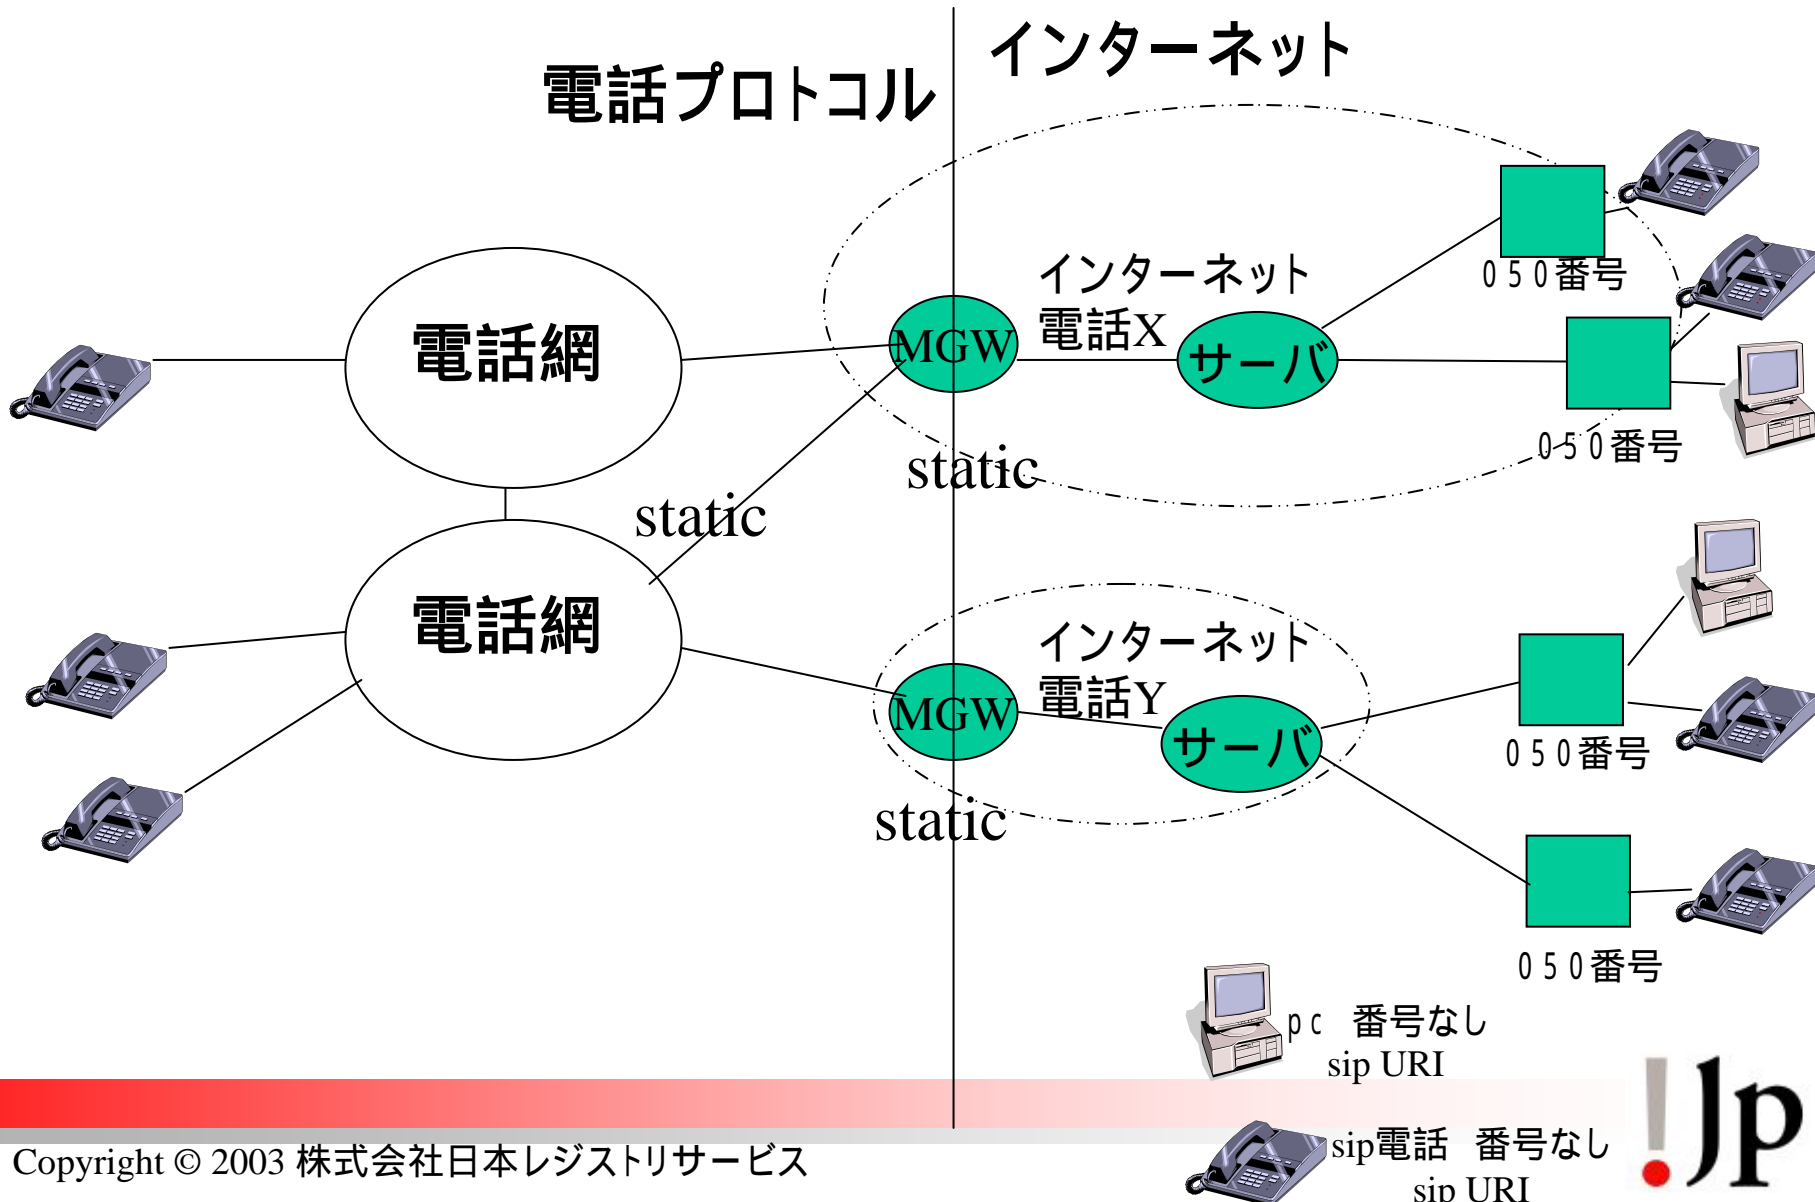 電話プロトコル
インターネット
電話網
MGW
インターネット
電話X
サーバ
050番号
050番号
static
static
電話網
MGW
インターネット
電話Y
サーバ
050番号
static
050番号
pc 番号なし
sip URI
sip電話 番号なし
sip URI
Copyright © 2003 株式会社日本レジストリサービス
!Jp